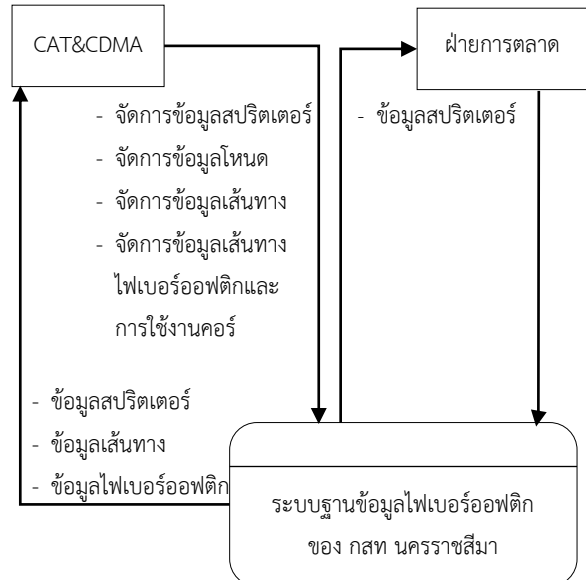 CAT&CDMA
ฝ่ายการตลาด
- จัดการข้อมูลสปริตเตอร์
- จัดการข้อมูลโหนด
- จัดการข้อมูลเส้นทาง
- จัดการข้อมูลเส้นทาง
ไฟเบอร์ออฟติกและ
การใช้งานคอร์
- ข้อมูลสปริตเตอร์
- ข้อมูลสปริตเตอร์
- ข้อมูลเส้นทาง
- ข้อมูลไฟเบอร์ออฟติก
ระบบฐานข้อมูลไฟเบอร์ออฟติก
ของ กสท นครราชสีมา